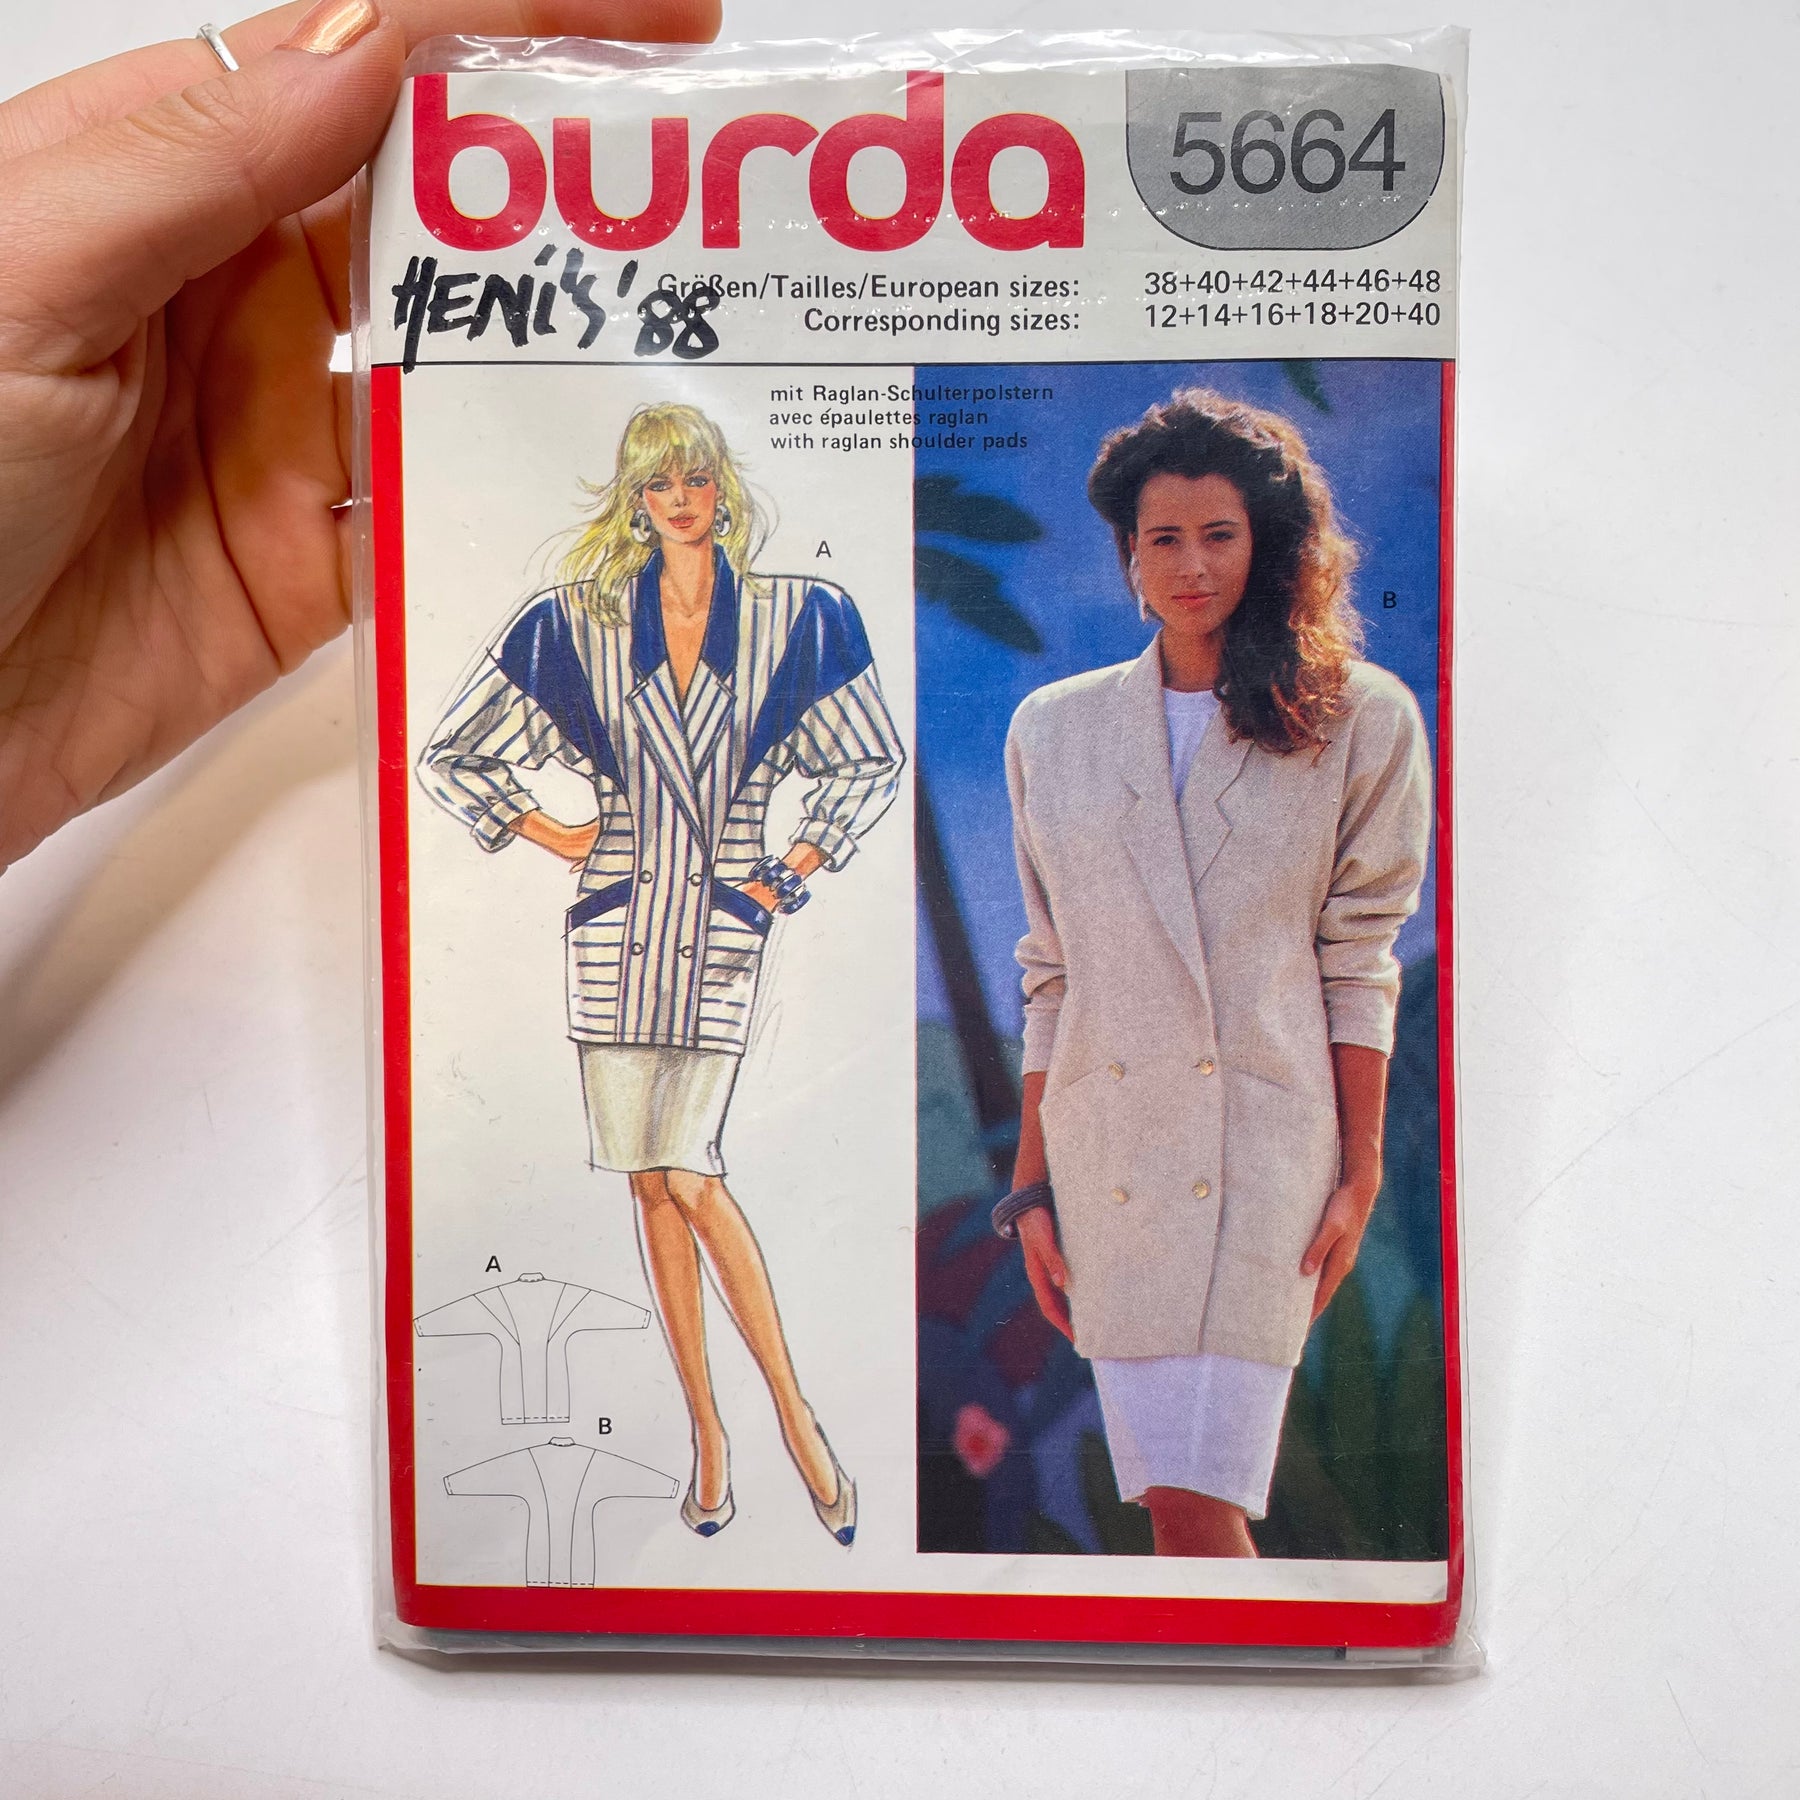 burda
5664
HENI'S '88
Größen/Tailles/European sizes: 38+40+42+44+46+48
Corresponding sizes: 12+14+16+18+20+40
mit Raglan-Schulterpolstern
avec épaulettes raglan
with raglan shoulder pads
A
B
A
B